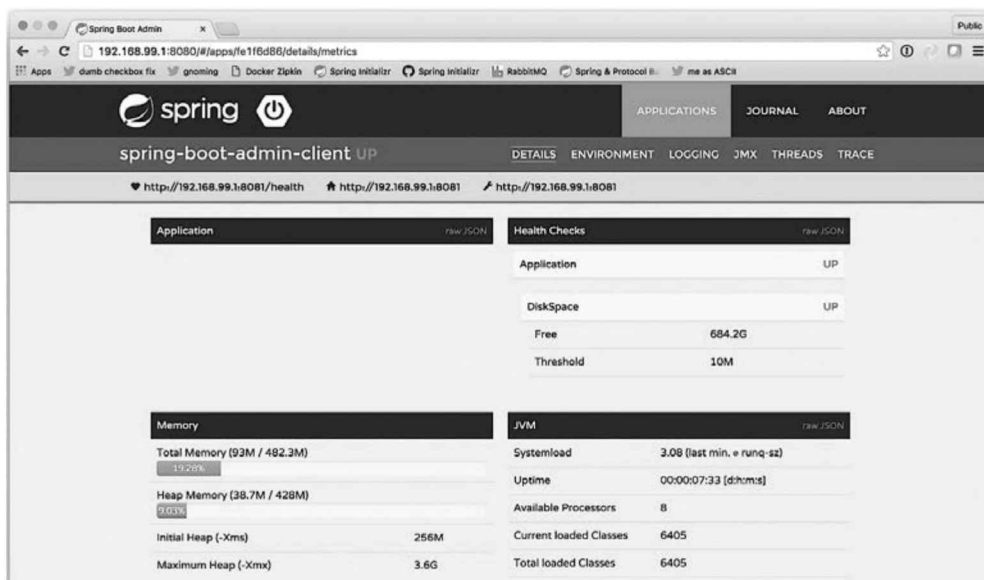 Spring Boot Admin
Public
192.168.99.1:8080/#/apps/fe1f6d86/details/metrics
Apps dumb checkbox fix gnoming Docker Zipkin Spring Initializr Spring Initializr RabbitMQ Spring & Protocol B me as ASCII
spring APPLICATIONS JOURNAL ABOUT
spring-boot-admin-client UP DETAILS ENVIRONMENT LOGGING JMX THREADS TRACE
http://192.168.99.1:8081/health http://192.168.99.1:8081 http://192.168.99.1:8081
Application raw JSON
Health Checks raw JSON
Application UP
DiskSpace UP
Free 684.2G
Threshold 10M
Memory
Total Memory (93M / 482.3M)
19.28%
Heap Memory (38.7M / 428M)
9.03%
Initial Heap (-Xms) 256M
Maximum Heap (-Xmx) 3.6G
JVM raw JSON
Systemload 3.08 (last min. runq-sz)
Uptime 00:00:07:33 [d:h:m:s]
Available Processors 8
Current loaded Classes 6405
Total loaded Classes 6405